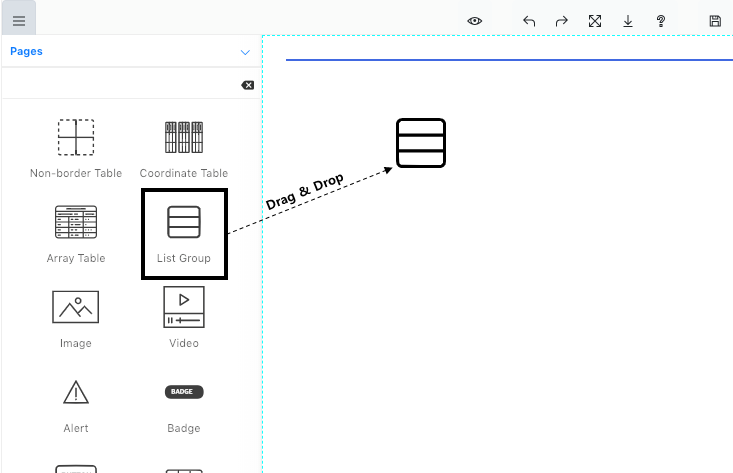 Pages
Non-border Table
Coordinate Table
Array Table
List Group
Drag & Drop
Image
Video
Alert
BADGE
Badge